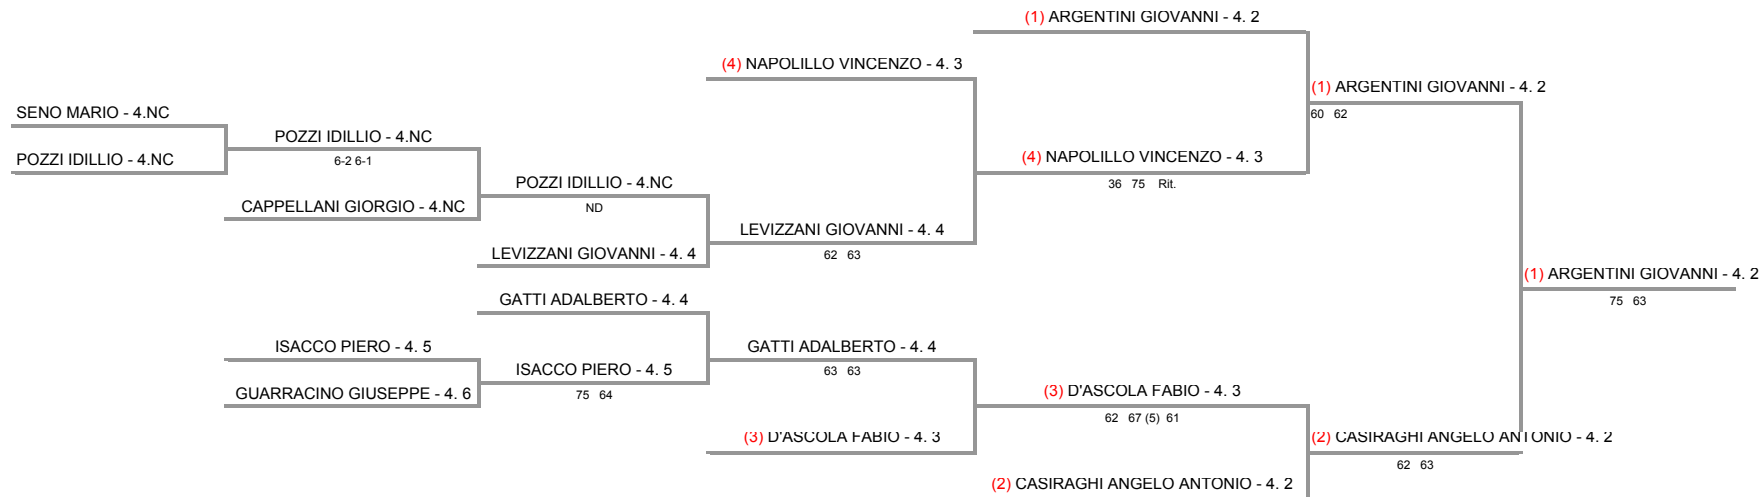 (1) ARGENTINI GIOVANNI - 4. 2
(4) NAPOLILLO VINCENZO - 4. 3
(1) ARGENTINI GIOVANNI - 4. 2
60 62
SENO MARIO - 4.NC
POZZI IDILLIO - 4.NC
6-2 6-1
POZZI IDILLIO - 4.NC
(4) NAPOLILLO VINCENZO - 4. 3
36 75 Rit.
POZZI IDILLIO - 4.NC
ND
CAPPELLANI GIORGIO - 4.NC
LEVIZZANI GIOVANNI - 4. 4
62 63
LEVIZZANI GIOVANNI - 4. 4
(1) ARGENTINI GIOVANNI - 4. 2
75 63
GATTI ADALBERTO - 4. 4
ISACCO PIERO - 4. 5
GATTI ADALBERTO - 4. 4
63 63
ISACCO PIERO - 4. 5
75 64
GUARRACINO GIUSEPPE - 4. 6
(3) D'ASCOLA FABIO - 4. 3
62 67 (5) 61
(3) D'ASCOLA FABIO - 4. 3
(2) CASIRAGHI ANGELO ANTONIO - 4. 2
62 63
(2) CASIRAGHI ANGELO ANTONIO - 4. 2